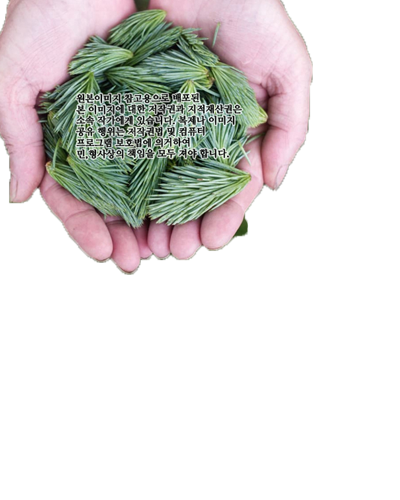 원본이미지 참고용으로 배포된
본 이미지에 대한 저작권과 지적재산권은
소속 작가에게 있습니다. 복제나 이미지
공유 행위는 저작권법 및 컴퓨터
프로그램 보호법에 의거하여
민,형사상의 책임을 모두 져야 합니다.